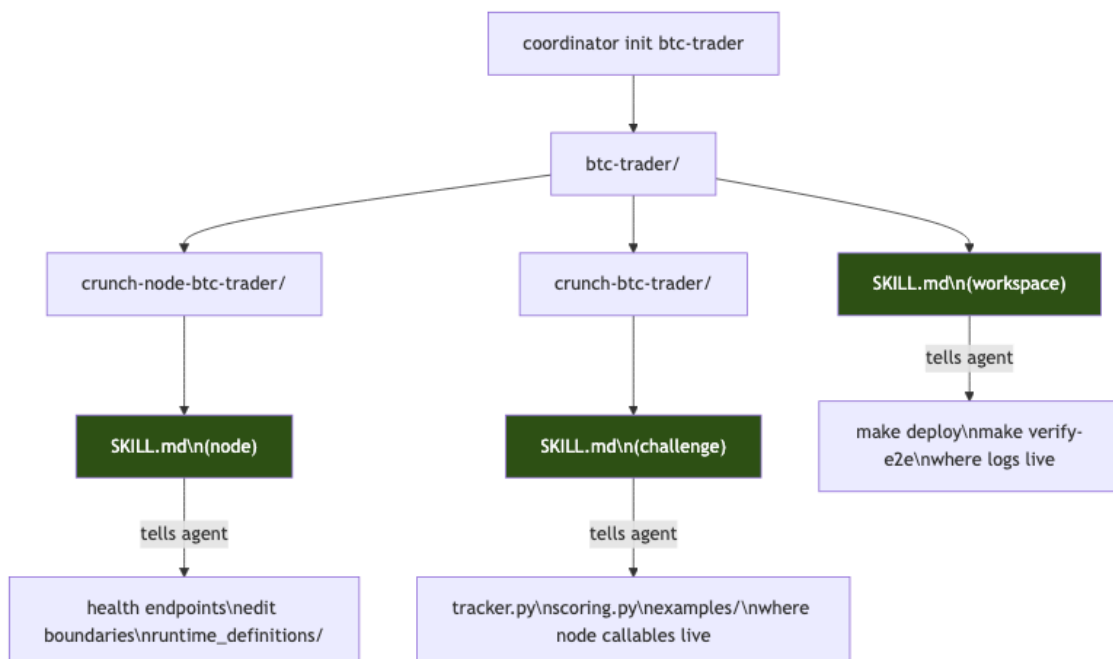 coordinator init btc-trader
btc-trader/
crunch-node-btc-trader/
crunch-btc-trader/
SKILL.md\n(workspace)
tells agent
SKILL.md\n(node)
SKILL.md\n(challenge)
make deploy\nmake verify-
e2e\nwhere logs live
tells agent
tells agent
health endpoints\nedit
boundaries\nruntime_definitions/
tracker.py\nscoring.py\nexamples/\nwhere
node callables live